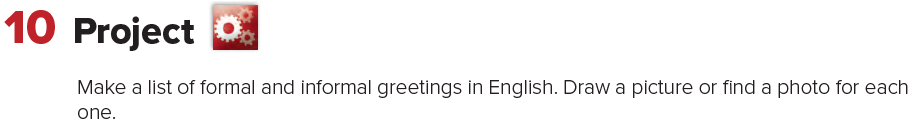 10 Project
Make a list of formal and informal greetings in English. Draw a picture or find a photo for each
one.